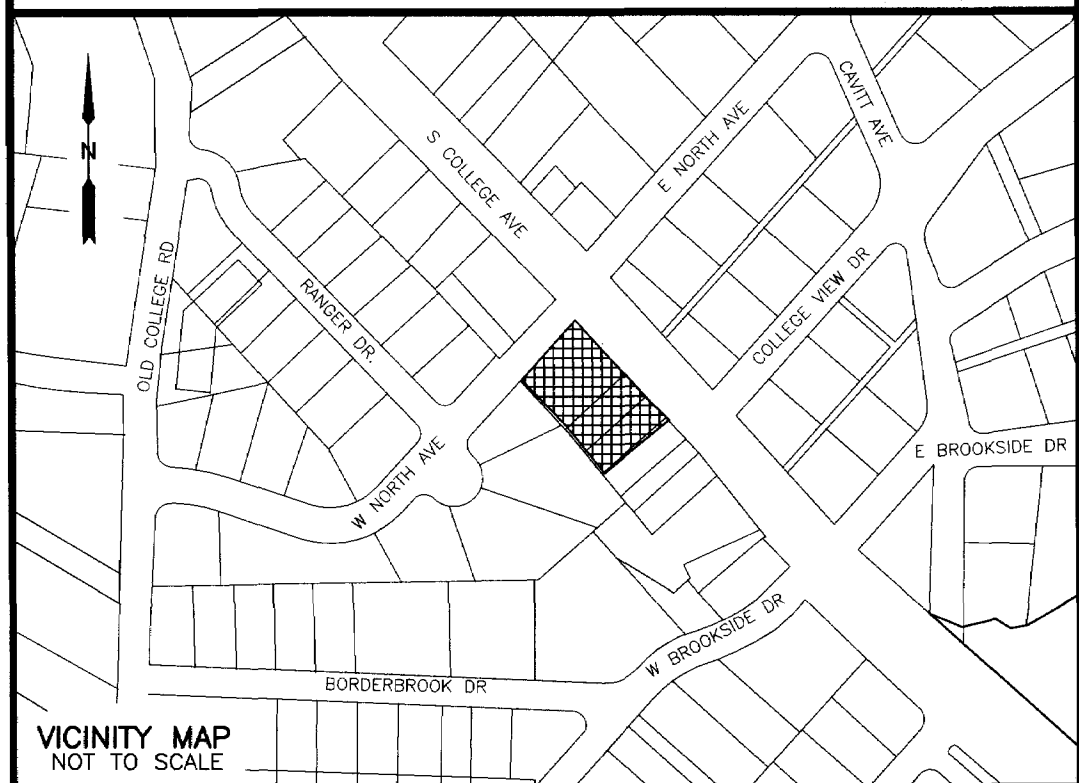 N
S COLLEGE AVE
E NORTH AVE
CAVITT AVE
OLD COLLEGE RD
RANGER DR.
COLLEGE VIEW DR
W NORTH AVE
E BROOKSIDE DR
W BROOKSIDE DR
BORDERBROOK DR
VICINITY MAP
NOT TO SCALE